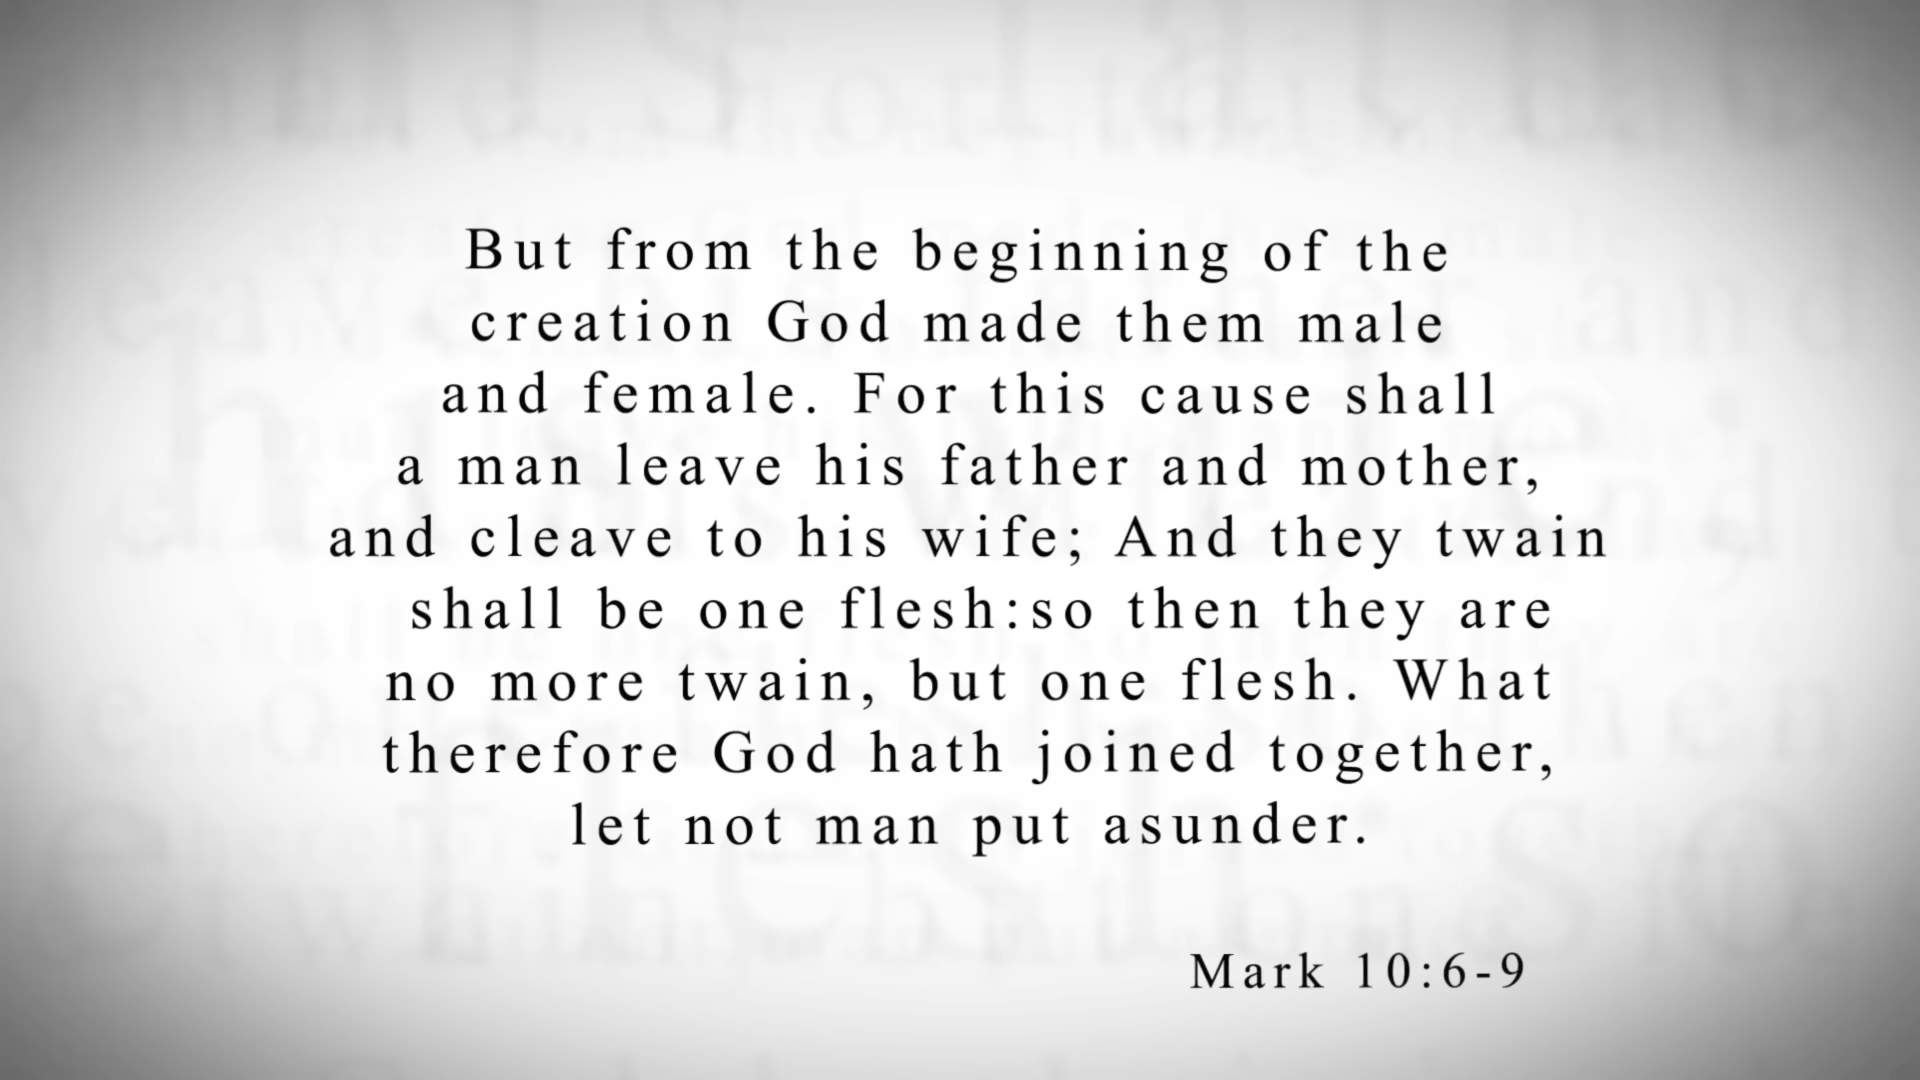 But from the beginning of the
creation God made them male
and female. For this cause shall
a man leave his father and mother,
and cleave to his wife; And they twain
shall be one flesh:so then they are
no more twain, but one flesh. What
therefore God hath joined together,
let not man put asunder.
Mark 10:6-9